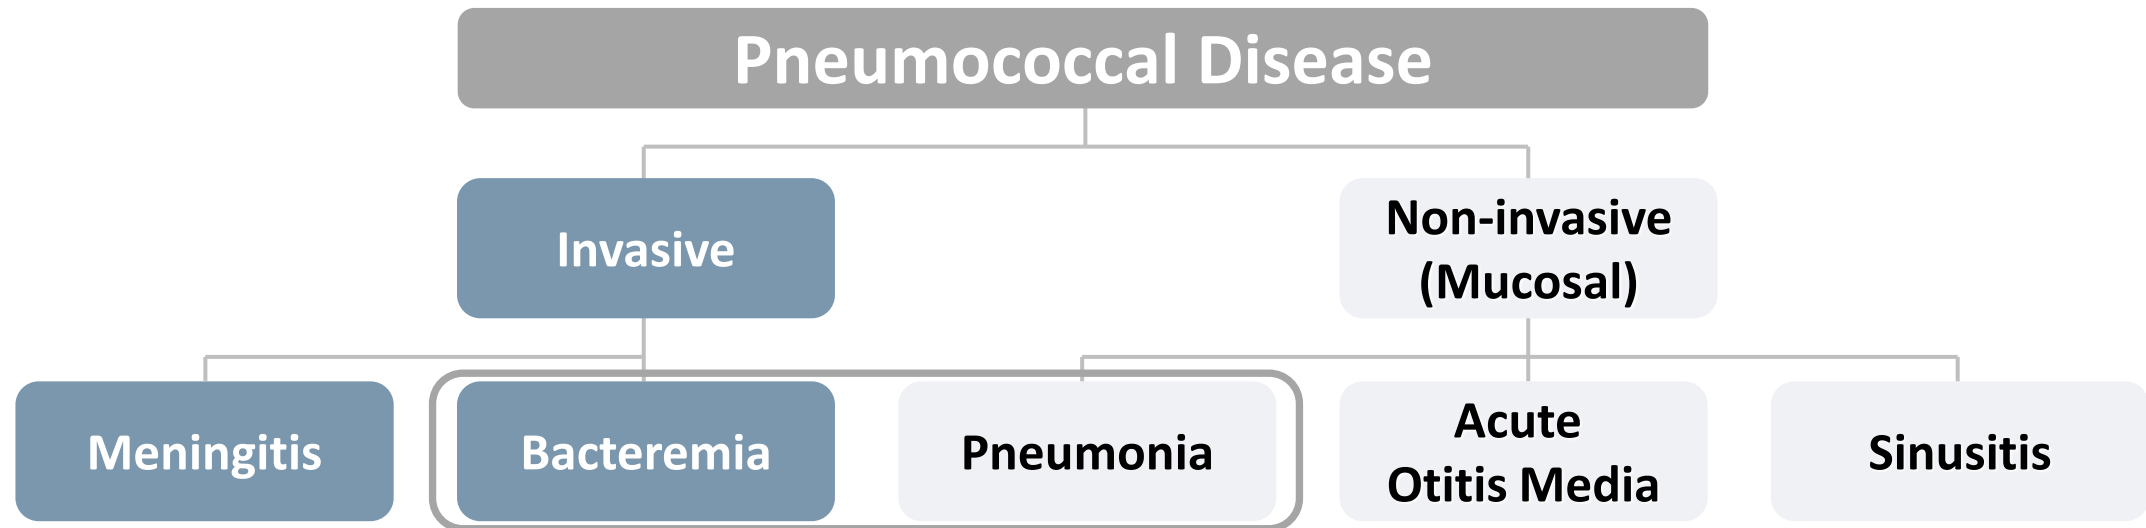 Pneumococcal Disease
Invasive
Non-invasive
(Mucosal)
Meningitis
Bacteremia
Pneumonia
Acute
Otitis Media
Sinusitis